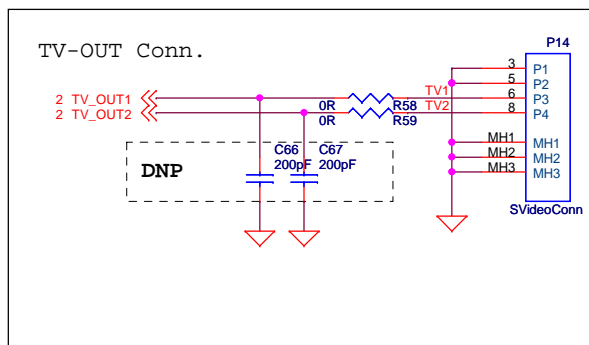 TV-OUT Conn.
P14
3 P1
5 P2
2 TV_OUT1 TV1 6 P3
0R R58
2 TV_OUT2 TV2 8 P4
0R R59
MH1 MH1
MH2 MH2
MH3 MH3
C66 C67
200pF 200pF
DNP
SVideoConn